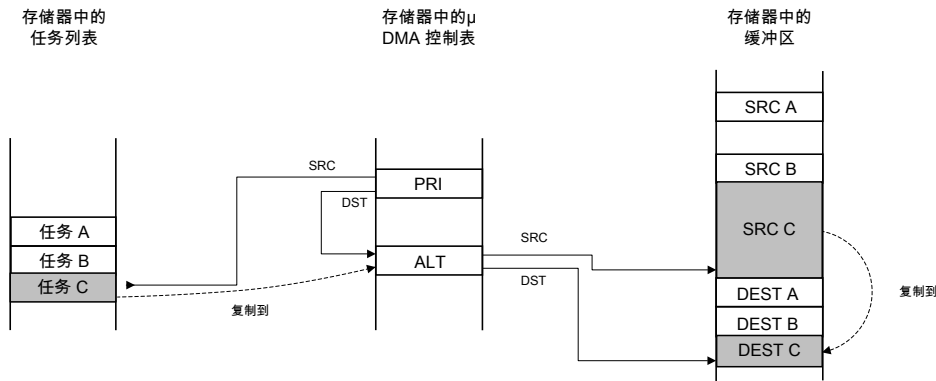 存储器中的
任务列表
存储器中的μ
DMA 控制表
存储器中的
缓冲区
SRC A
SRC B
SRC C
DEST A
DEST B
DEST C
SRC
PRI
DST
任务 A
任务 B
任务 C
ALT
SRC
DST
复制到
复制到